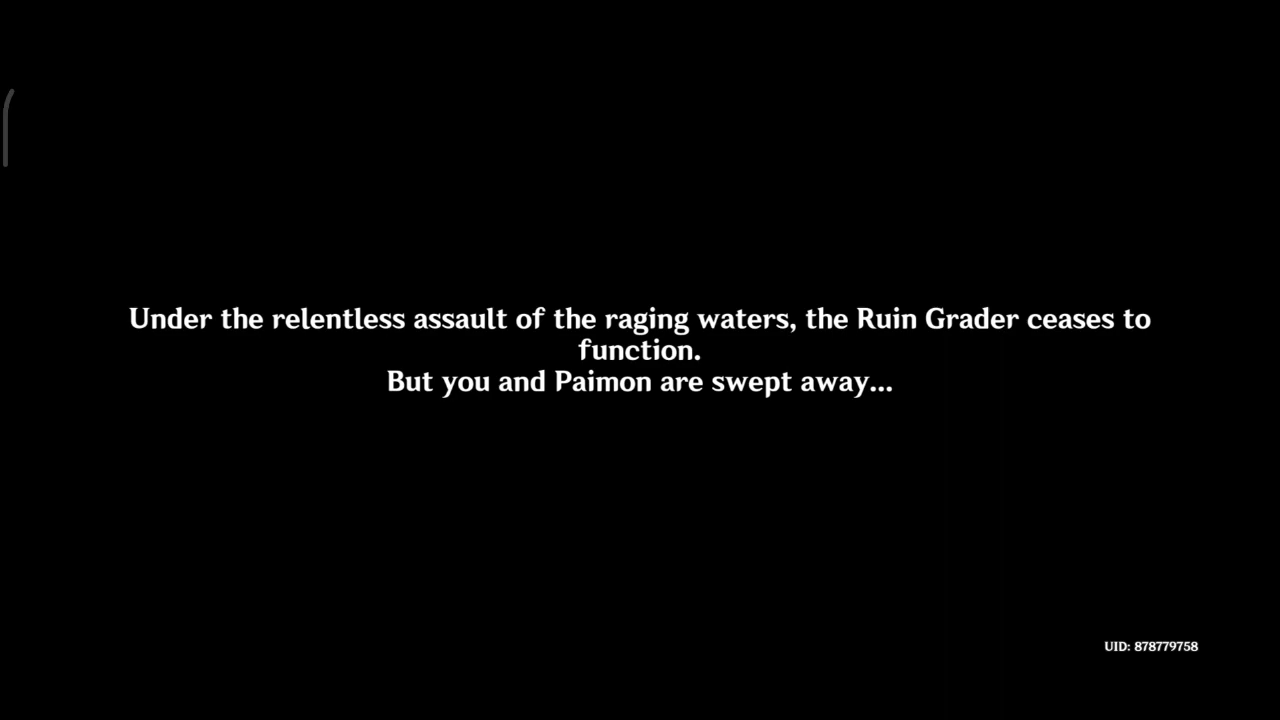 Under the relentless assault of the raging waters, the Ruin Grader ceases to
function.
But you and Paimon are swept away...
UID: 878779758